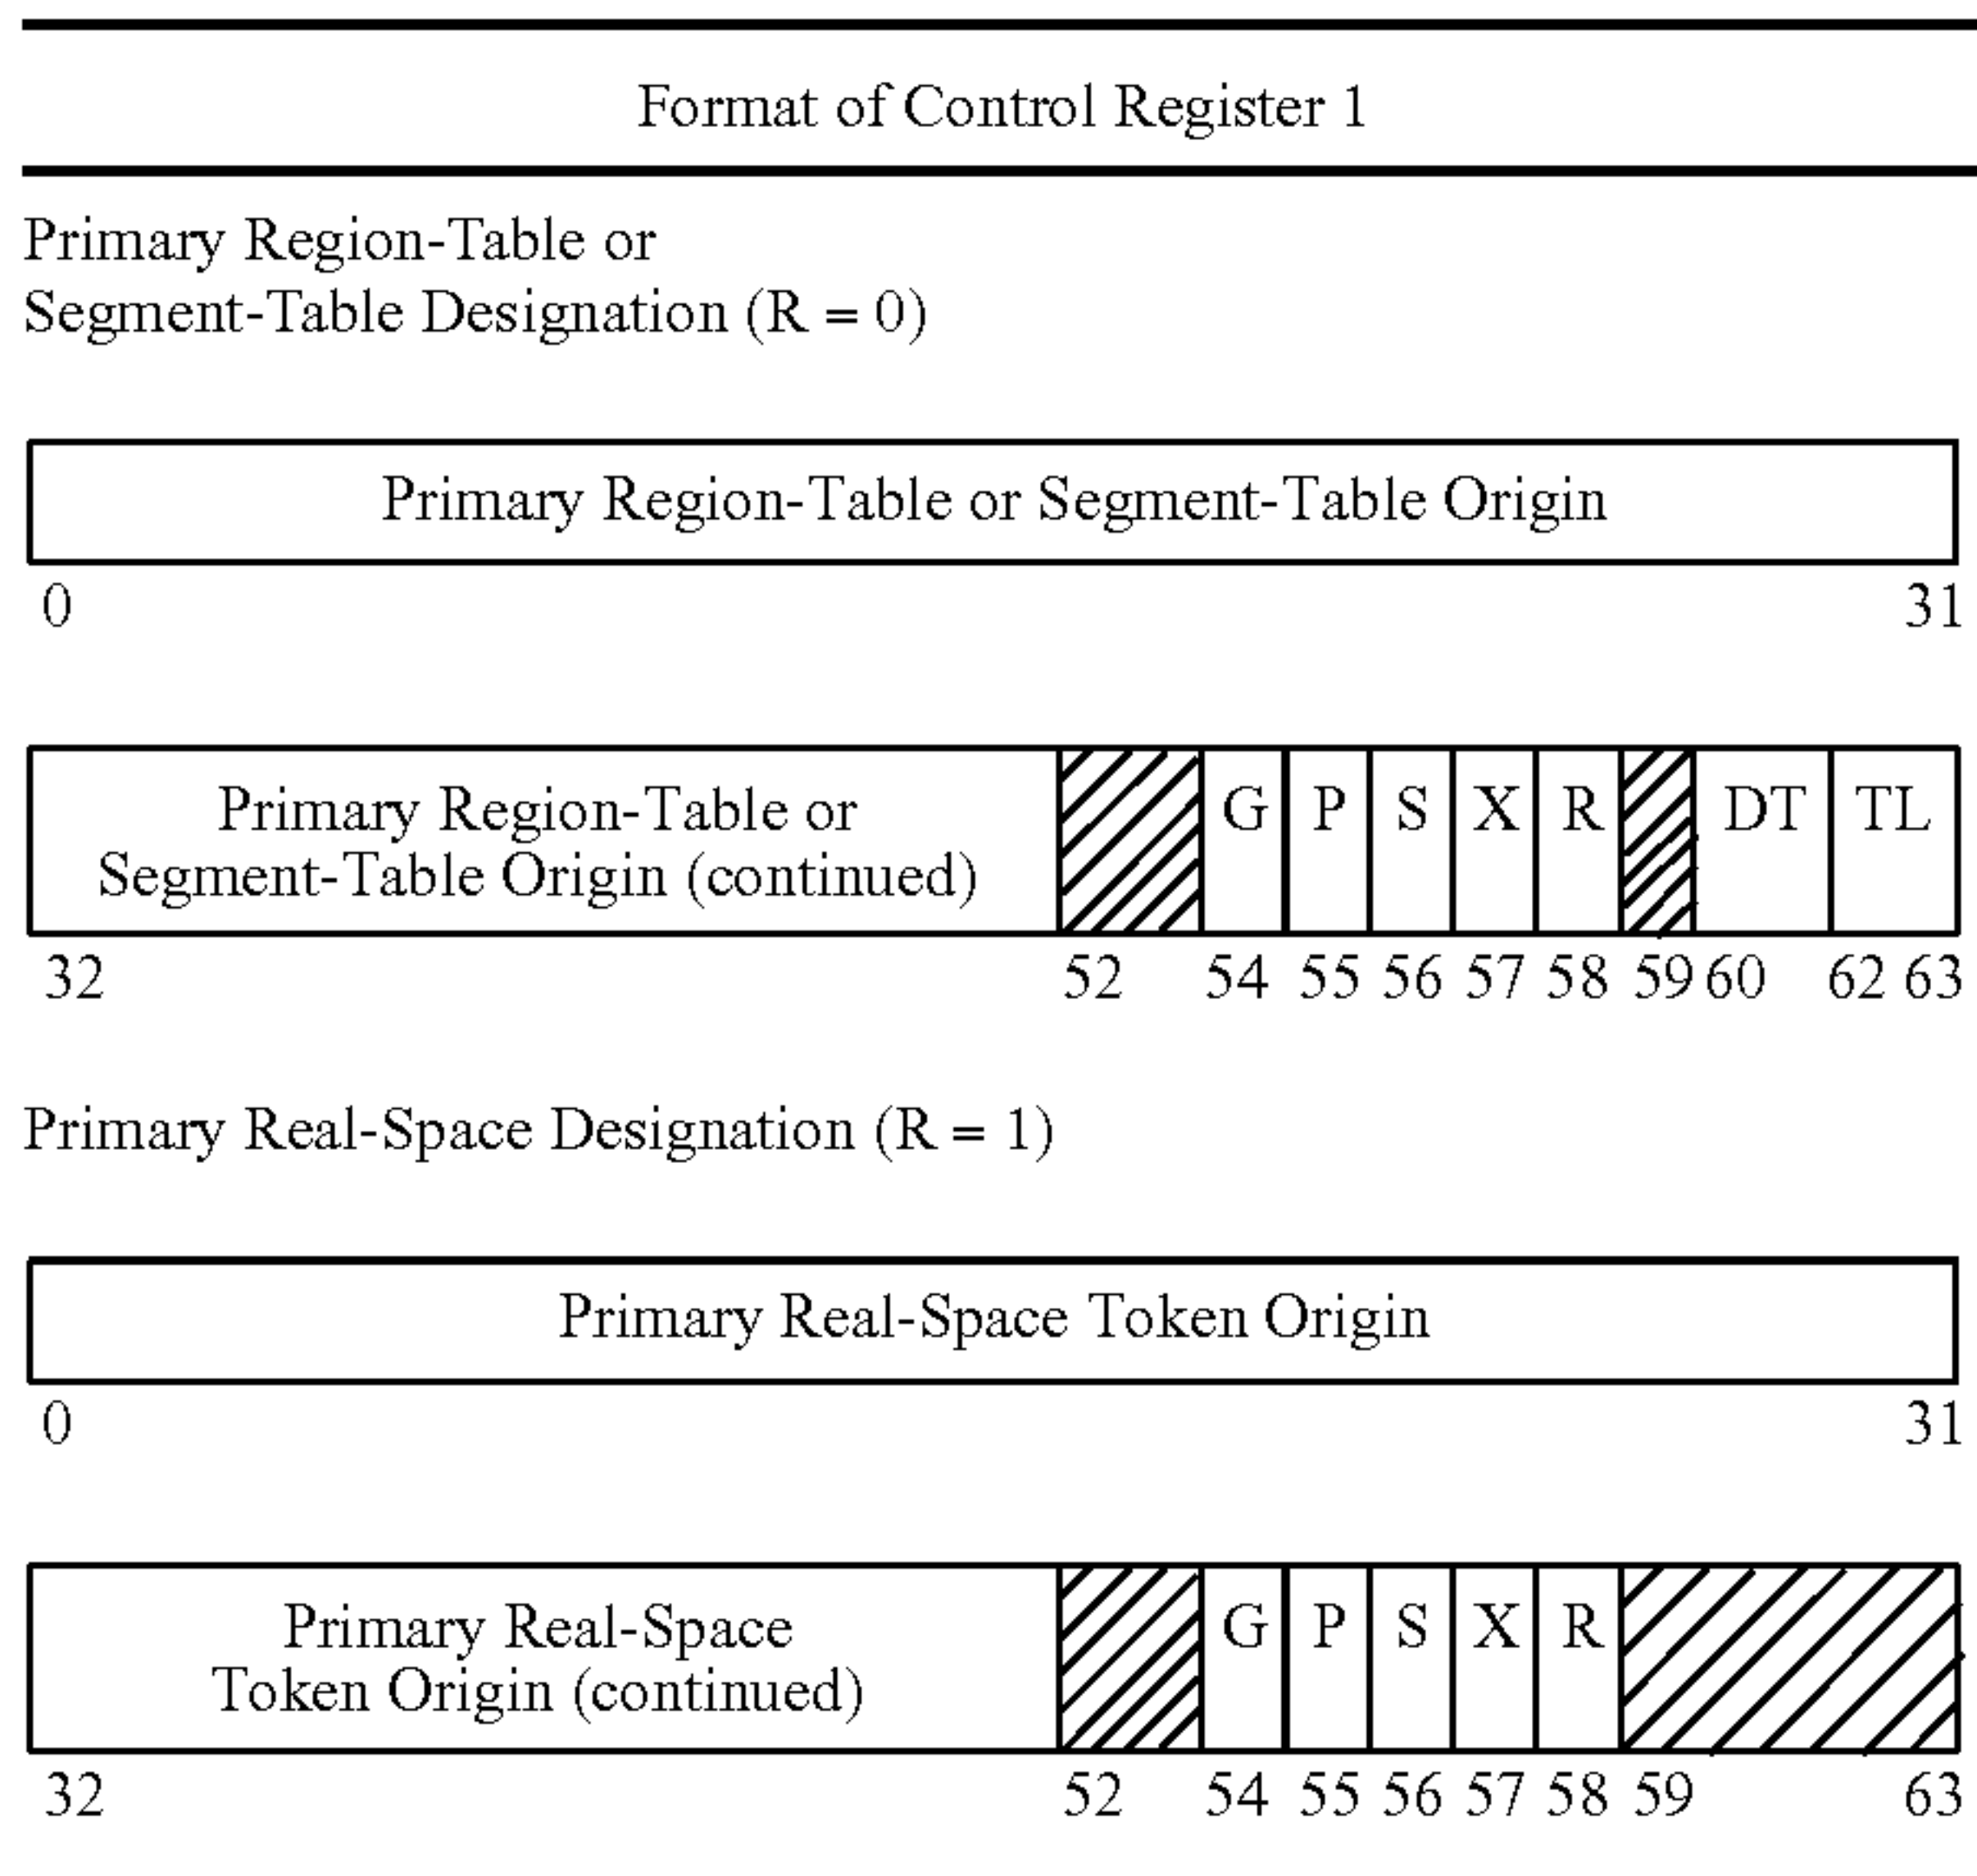 Format of Control Register 1
Primary Region-Table or
Segment-Table Designation (R = 0)
Primary Region-Table or Segment-Table Origin
0 31
Primary Region-Table or
Segment-Table Origin (continued)
G P S X R DT TL
32 52 54 55 56 57 58 59 60 62 63
Primary Real-Space Designation (R = 1)
Primary Real-Space Token Origin
0 31
Primary Real-Space
Token Origin (continued)
G P S X R
32 52 54 55 56 57 58 59 63